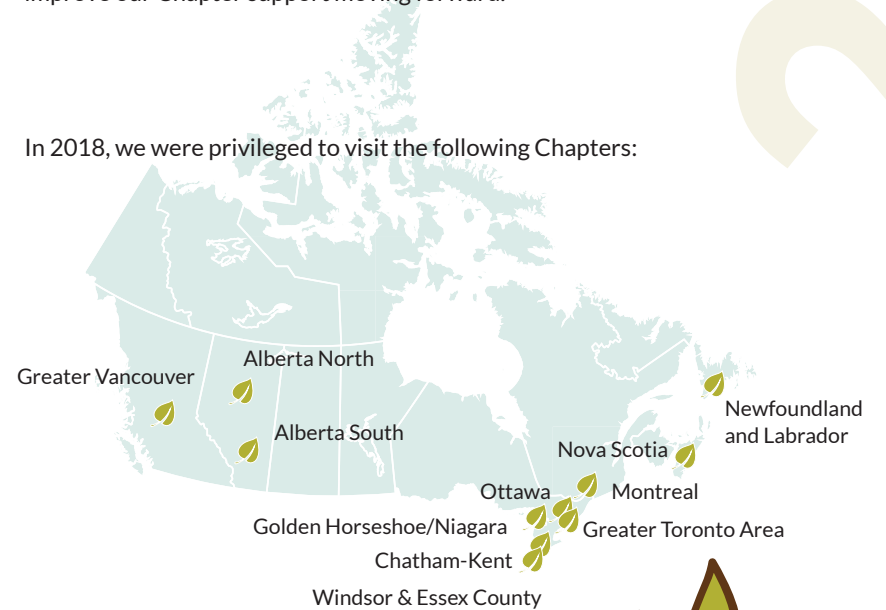 In 2018, we were privileged to visit the following Chapters:
Alberta North
Greater Vancouver
Newfoundland
and Labrador
Alberta South
Nova Scotia
Ottawa
Montreal
Golden Horseshoe/Niagara
Greater Toronto Area
Chatham-Kent
Windsor & Essex County